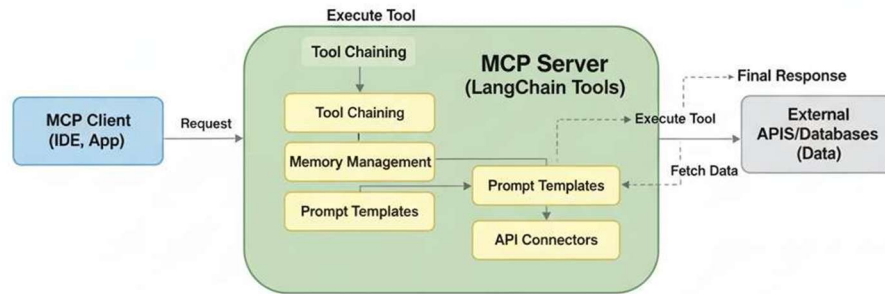 Execute Tool
Tool Chaining
MCP Server
(LangChain Tools)
Final Response
MCP Client
(IDE, App)
Request
Tool Chaining
Execute Tool
External
APIS/Databases
(Data)
Memory Management
Fetch Data
Prompt Templates
Prompt Templates
API Connectors